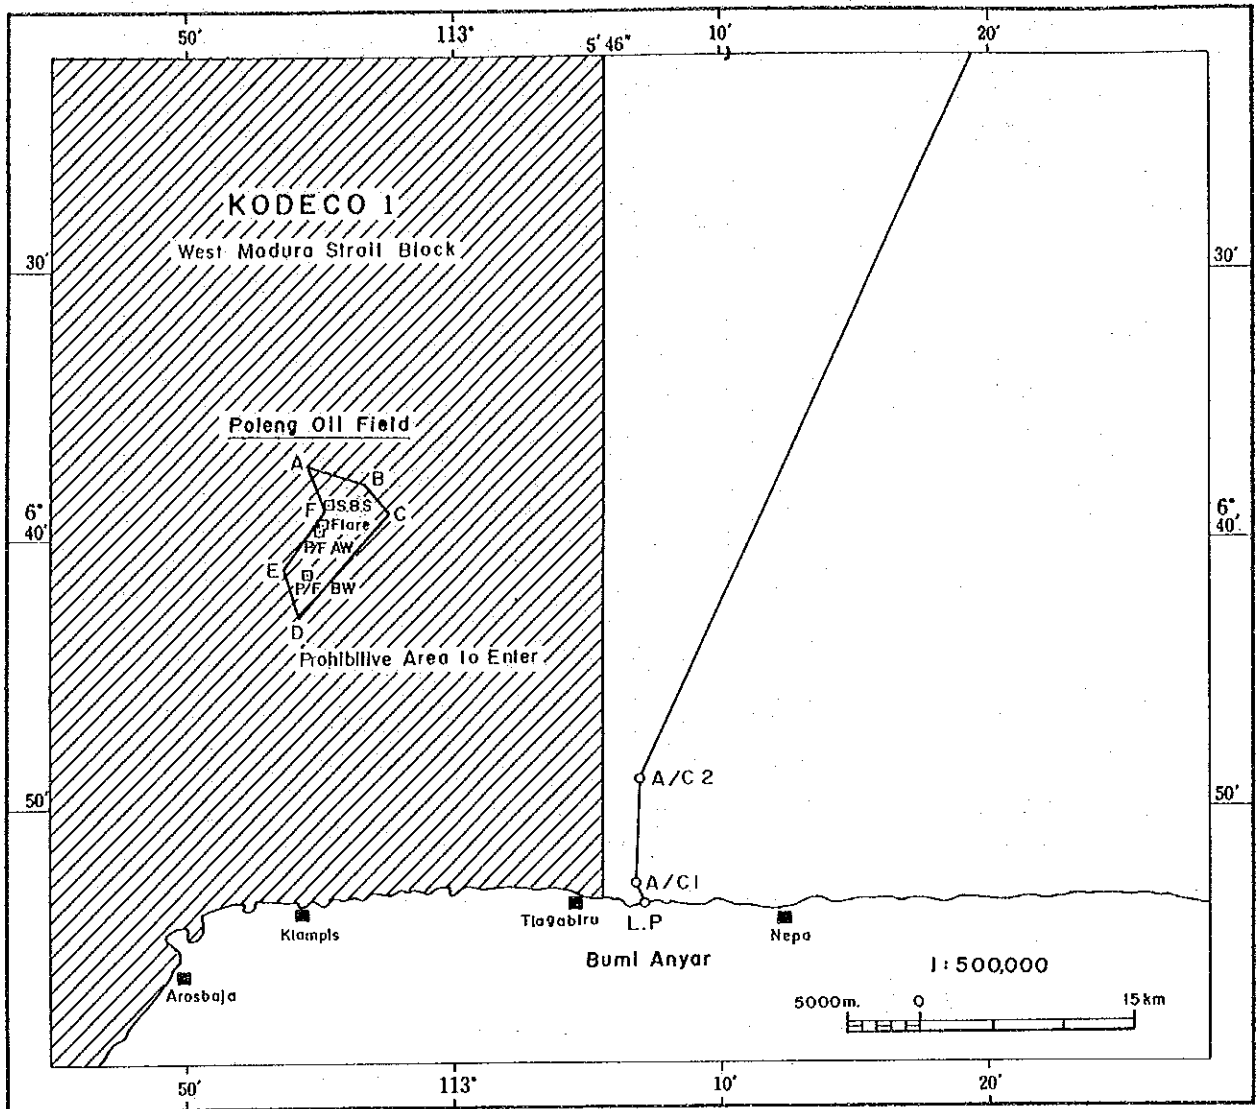 50' 113° 5' 46" 10' 20'
KODECO 1
West Madura Strait Block
30' 30'
Poleng Oil Field
A
B
F S.B.S C
6° 6°
Flare
40' 40'
P/F AW
E
P/F BW
D
Prohibitive Area to Enter
A/C 2
50' 50'
A/C1
Klampis Tlagabiru L.P Nepa
Bumi Anyar
1:500,000
Arosbaja
5000m. 0 15km
50' 113° 10' 20'